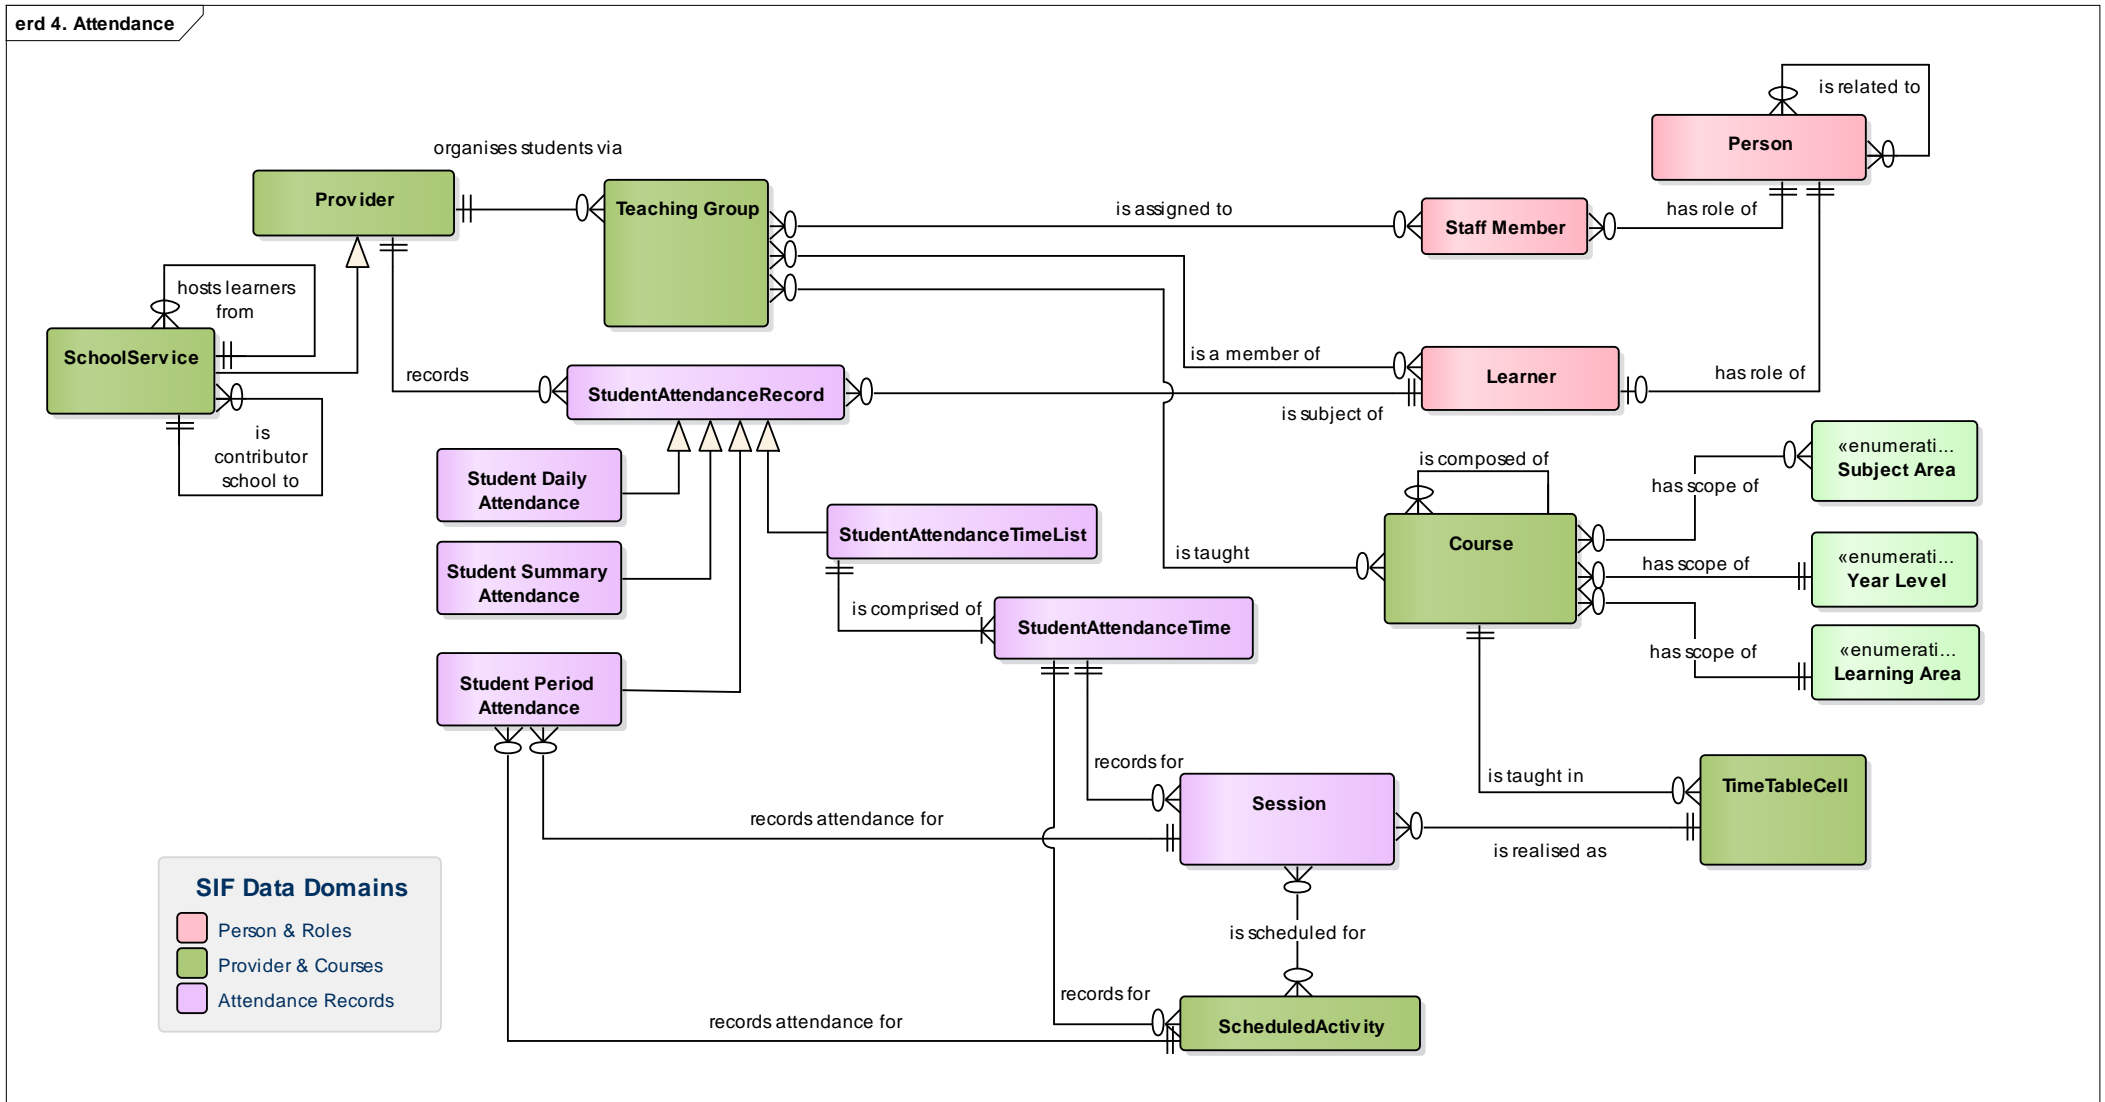 erd 4. Attendance
is related to
Person
organises students via
Provider
Teaching Group
is assigned to
Staff Member
has role of
hosts learners
from
SchoolService
is a member of
Learner
has role of
records
StudentAttendanceRecord
is subject of
is
contributor
school to
Student Daily
Attendance
is composed of
has scope of
«enumerati...
Subject Area
StudentAttendanceTimeList
is taught
Course
has scope of
«enumerati...
Year Level
Student Summary
Attendance
is comprised of
StudentAttendanceTime
has scope of
«enumerati...
Learning Area
Student Period
Attendance
records for
Session
is taught in
TimeTableCell
records attendance for
is realised as
SIF Data Domains
Person & Roles
Provider & Courses
Attendance Records
is scheduled for
records for
records attendance for
ScheduledActivity